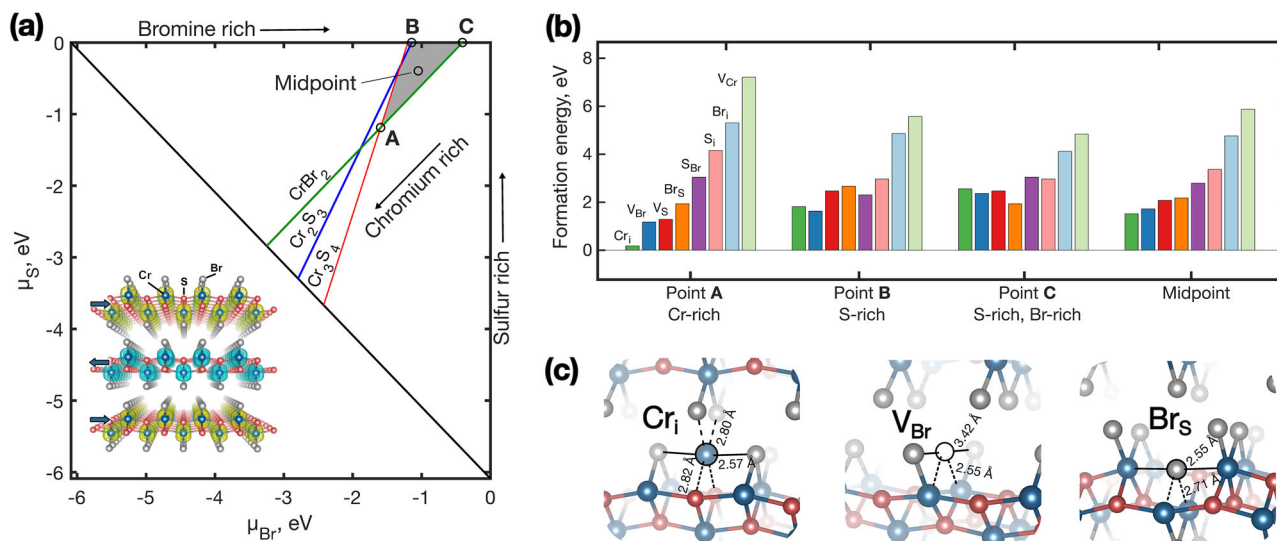 (a)
Bromine rich
B
C
0
Midpoint
-1
A
CrBr2
Chromium rich
-2
Cr2S3
Cr3S4
-3
μS, eV
Sulfur rich
Cr
S
Br
-4
-5
-6
-6
-5
-4
-3
-2
-1
0
μBr, eV
(b)
Formation energy, eV
8
6
4
2
0
Cri
VBr
VS
BrS
SBr
Si
Bri
VCr
Point A
Cr-rich
Point B
S-rich
Point C
S-rich, Br-rich
Midpoint
(c)
Cri
2.80 Å
2.57 Å
2.82 Å
VBr
3.42 Å
2.55 Å
BrS
2.55 Å
2.71 Å